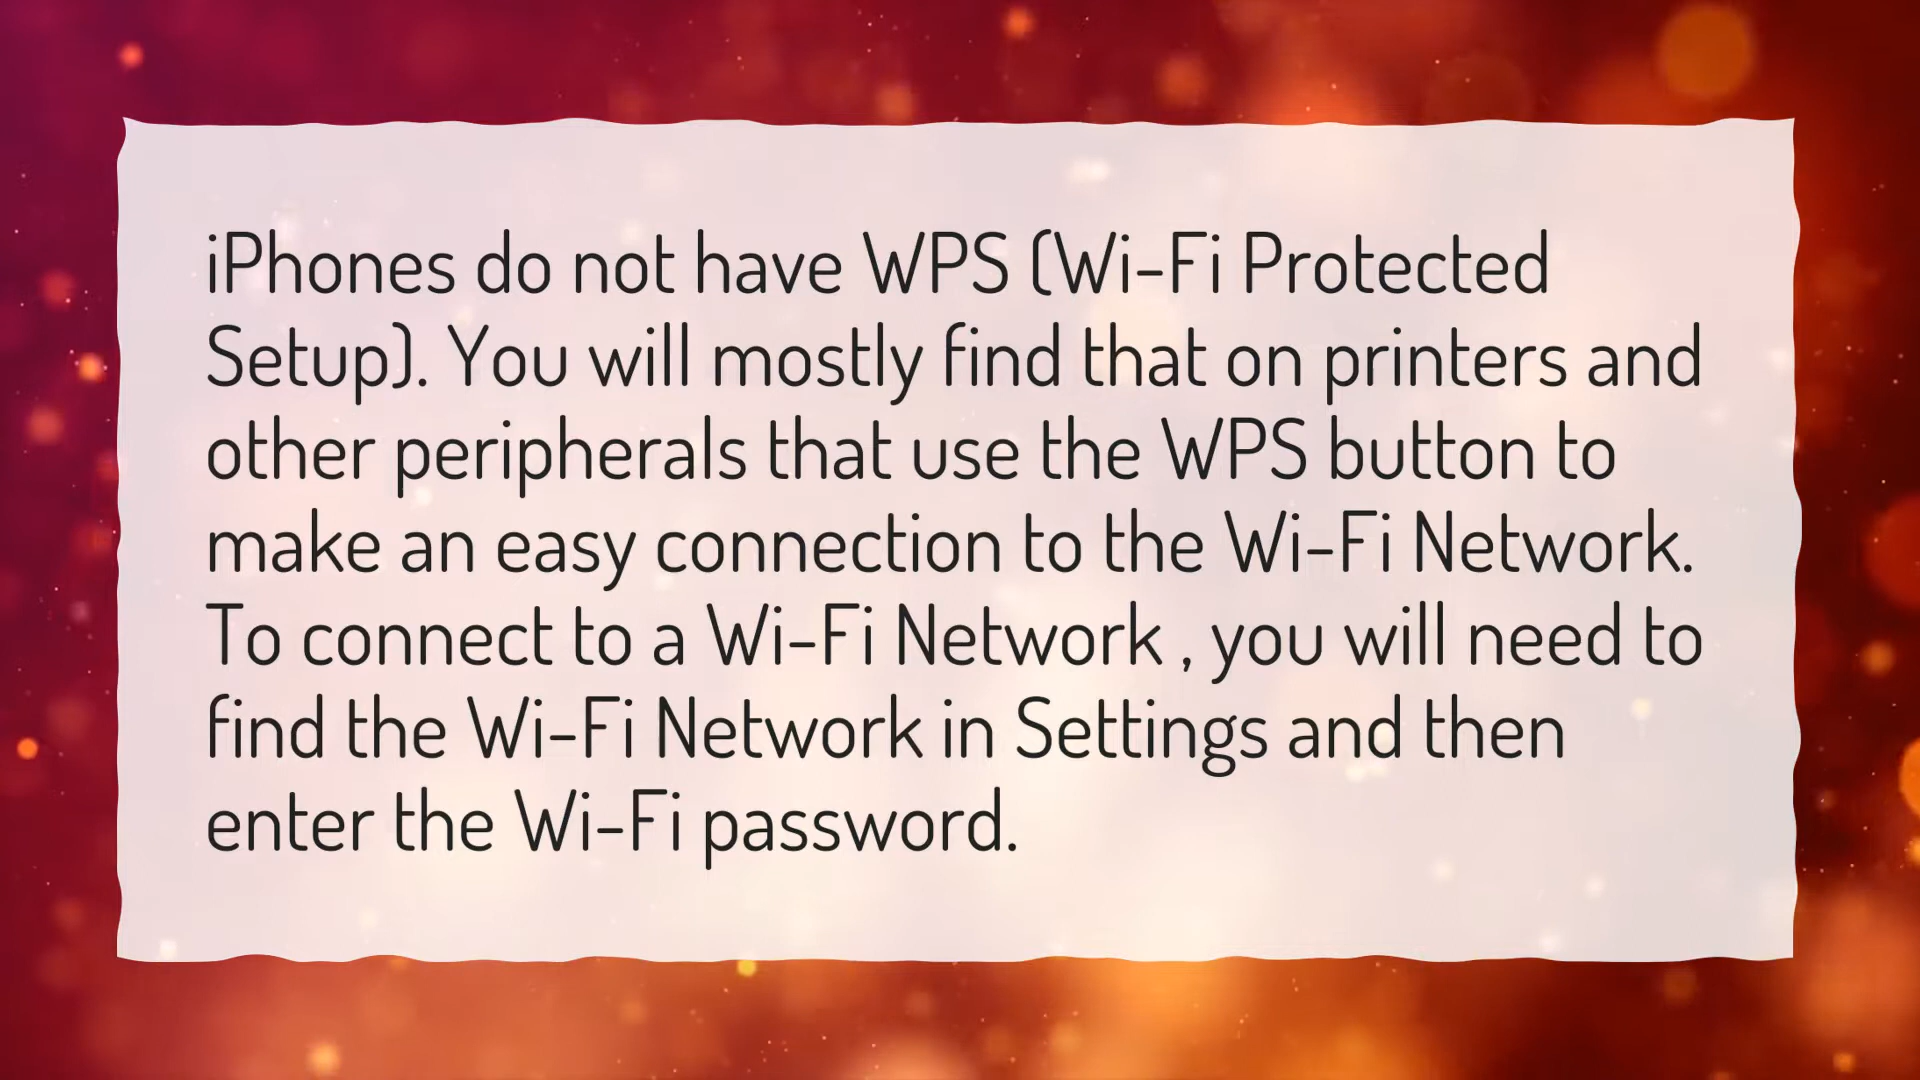 iPhones do not have WPS (Wi-Fi Protected
Setup). You will mostly find that on printers and
other peripherals that use the WPS button to
make an easy connection to the Wi-Fi Network.
To connect to a Wi-Fi Network , you will need to
find the Wi-Fi Network in Settings and then
enter the Wi-Fi password.